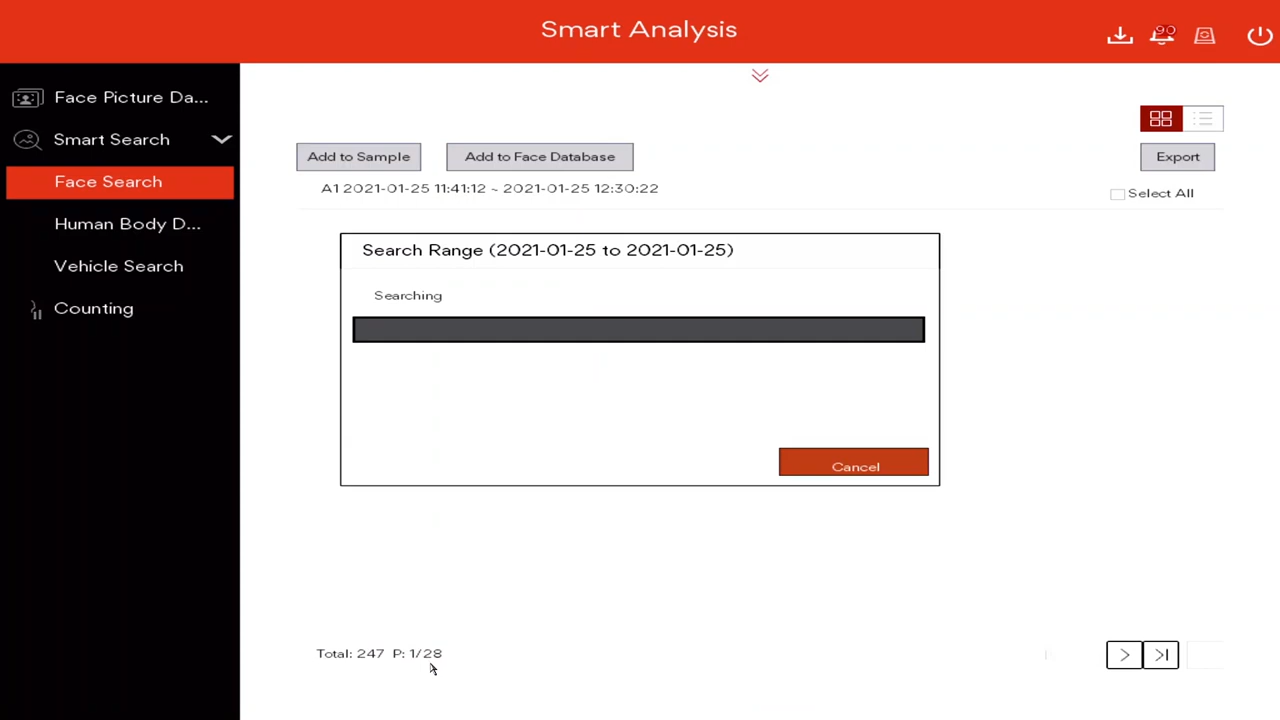 Smart Analysis
90
Face Picture Da...
Smart Search
Face Search
Human Body D...
Vehicle Search
Counting
Add to Sample
Add to Face Database
Export
A1 2021-01-25 11:41:12 ~ 2021-01-25 12:30:22
Select All
Search Range (2021-01-25 to 2021-01-25)
Searching
Cancel
Total: 247 P: 1/28